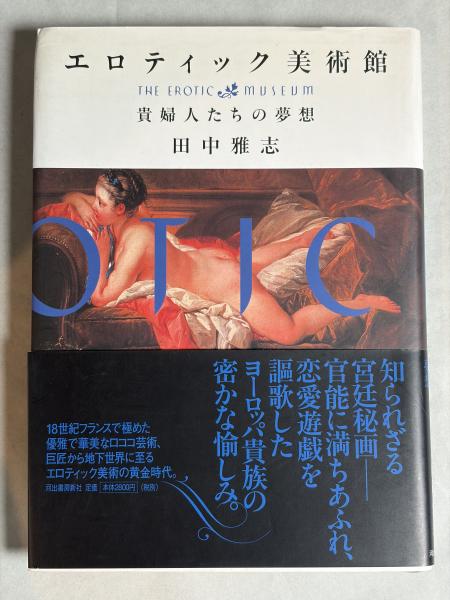 エロティック美術館
THE EROTIC MUSEUM
貴婦人たちの夢想
田中雅志
OTIC
知られざる
宮廷秘画——
官能に満ちあふれ、
恋愛遊戯を
謳歌した
ヨーロッパ貴族の
密かな愉しみ。
18世紀フランスで極めた
優雅で華美なロココ芸術、
巨匠から地下世界に至る
エロティック美術の黄金時代。
河出書房新社 定価 本体2800円 (税別)